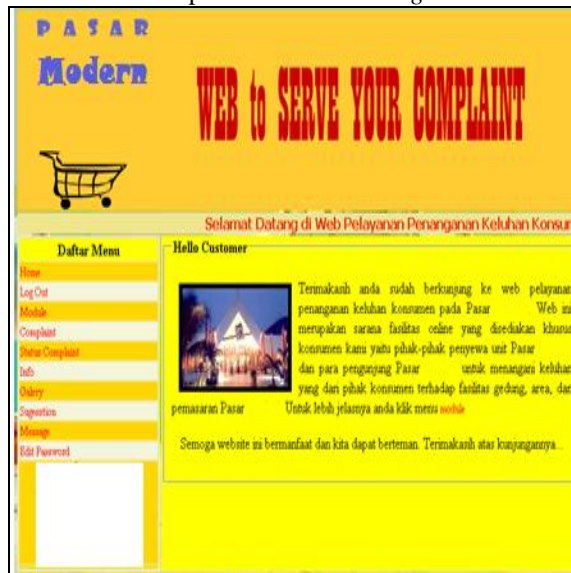 PASAR
Modern
WEB to SERVE YOUR COMPLAINT
Selamat Datang di Web Pelayanan Penanganan Keluhan Konsur
Daftar Menu
Home
Log Out
Module
Complaint
Status Complaint
Info
Galery
Sugesstion
Message
Edit Password
Hello Customer
Terimakasih anda sudah berkunjung ke web pelayanan
penanganan keluhan konsumen pada Pasar Web ini
merupakan sarana fasilitas online yang disediakan khusus
konsumen kami yaitu pihak-pihak penyewa unit Pasar
dan para pengunjung Pasar untuk menangani keluhan
yang dari pihak konsumen terhadap fasilitas gedung, area, dan
pemasaran Pasar Untuk lebih jelasnya anda klik menu module
Semoga website ini bermanfaat dan kita dapat berteman. Terimakasih atas kunjungannya...